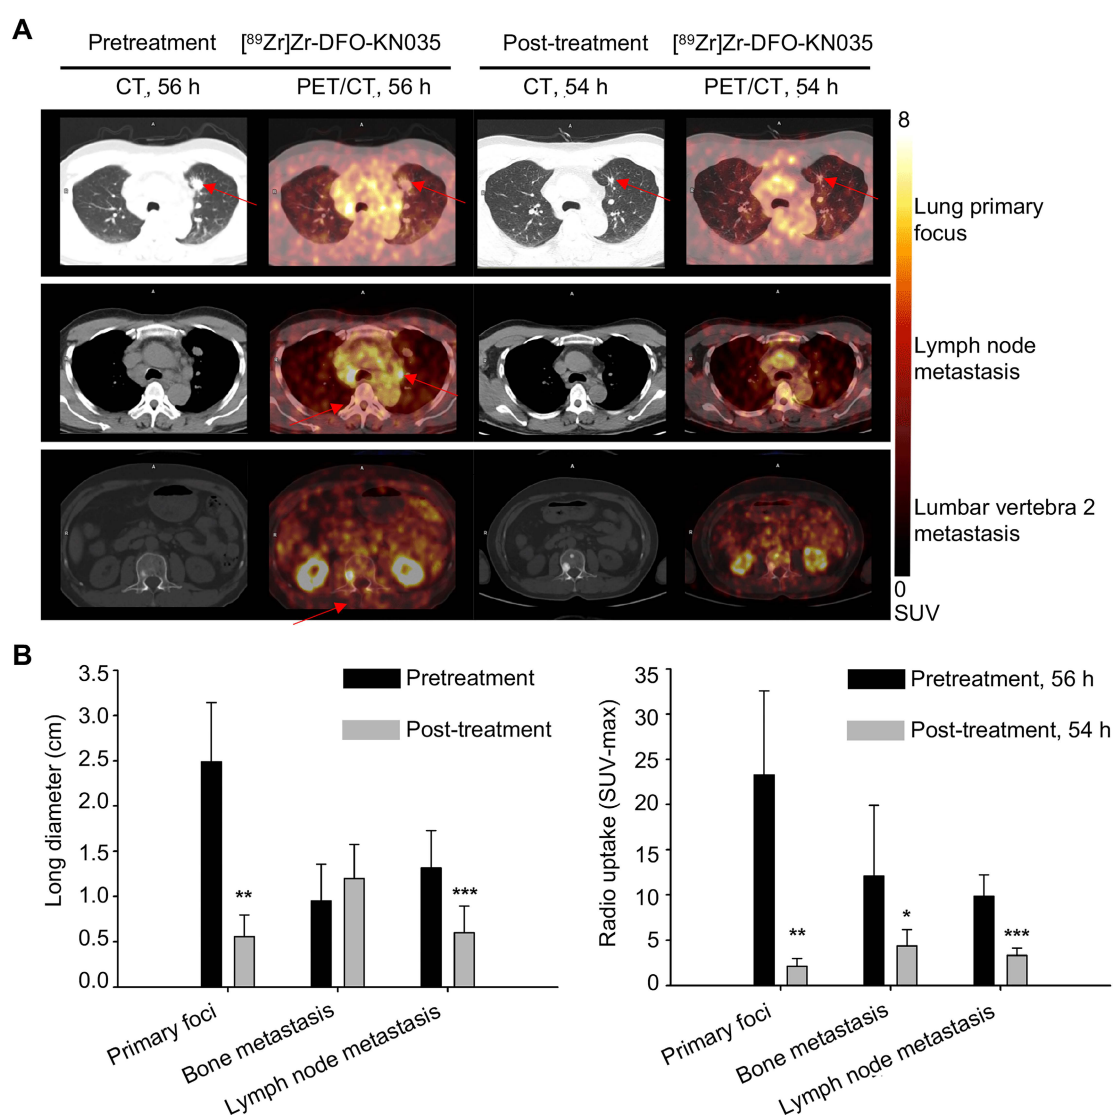 A
Pretreatment [⁸⁹Zr]Zr-DFO-KN035
Post-treatment [⁸⁹Zr]Zr-DFO-KN035
CT, 56 h
PET/CT, 56 h
CT, 54 h
PET/CT, 54 h
8
Lung primary
focus
Lymph node
metastasis
Lumbar vertebra 2
metastasis
0
SUV
A
A
A
A
A
A
A
A
A
A
A
A
R
R
R
B
Long diameter (cm)
3.5
3.0
2.5
2.0
1.5
1.0
0.5
0.0
Pretreatment
Post-treatment
**
***
Primary foci
Bone metastasis
Lymph node metastasis
Radio uptake (SUV-max)
35
30
25
20
15
10
5
0
Pretreatment, 56 h
Post-treatment, 54 h
**
*
***
Primary foci
Bone metastasis
Lymph node metastasis